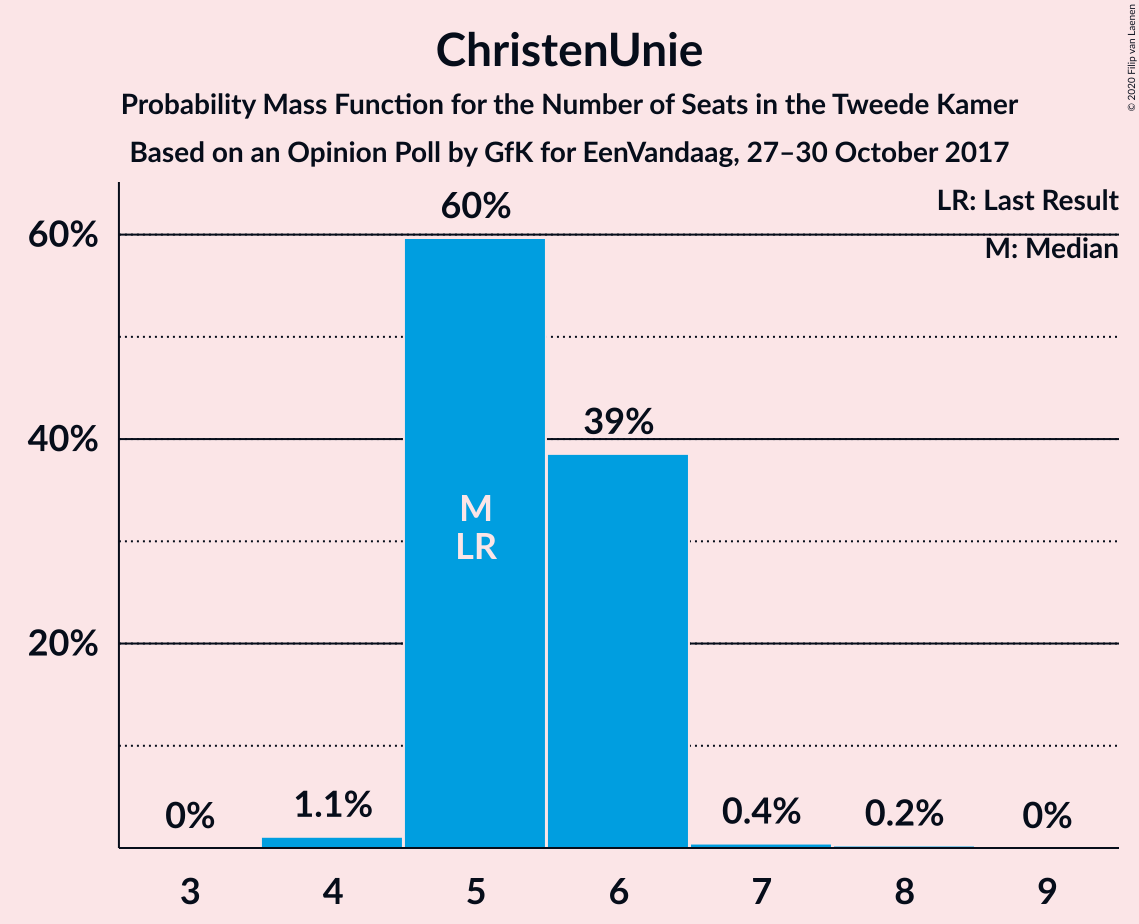 ChristenUnie
Probability Mass Function for the Number of Seats in the Tweede Kamer
Based on an Opinion Poll by GfK for EenVandaag, 27–30 October 2017
© 2020 Filip van Laenen
LR: Last Result
M: Median
60%
40%
20%
0%
1.1%
60%
39%
0.4%
0.2%
0%
M
LR
3
4
5
6
7
8
9